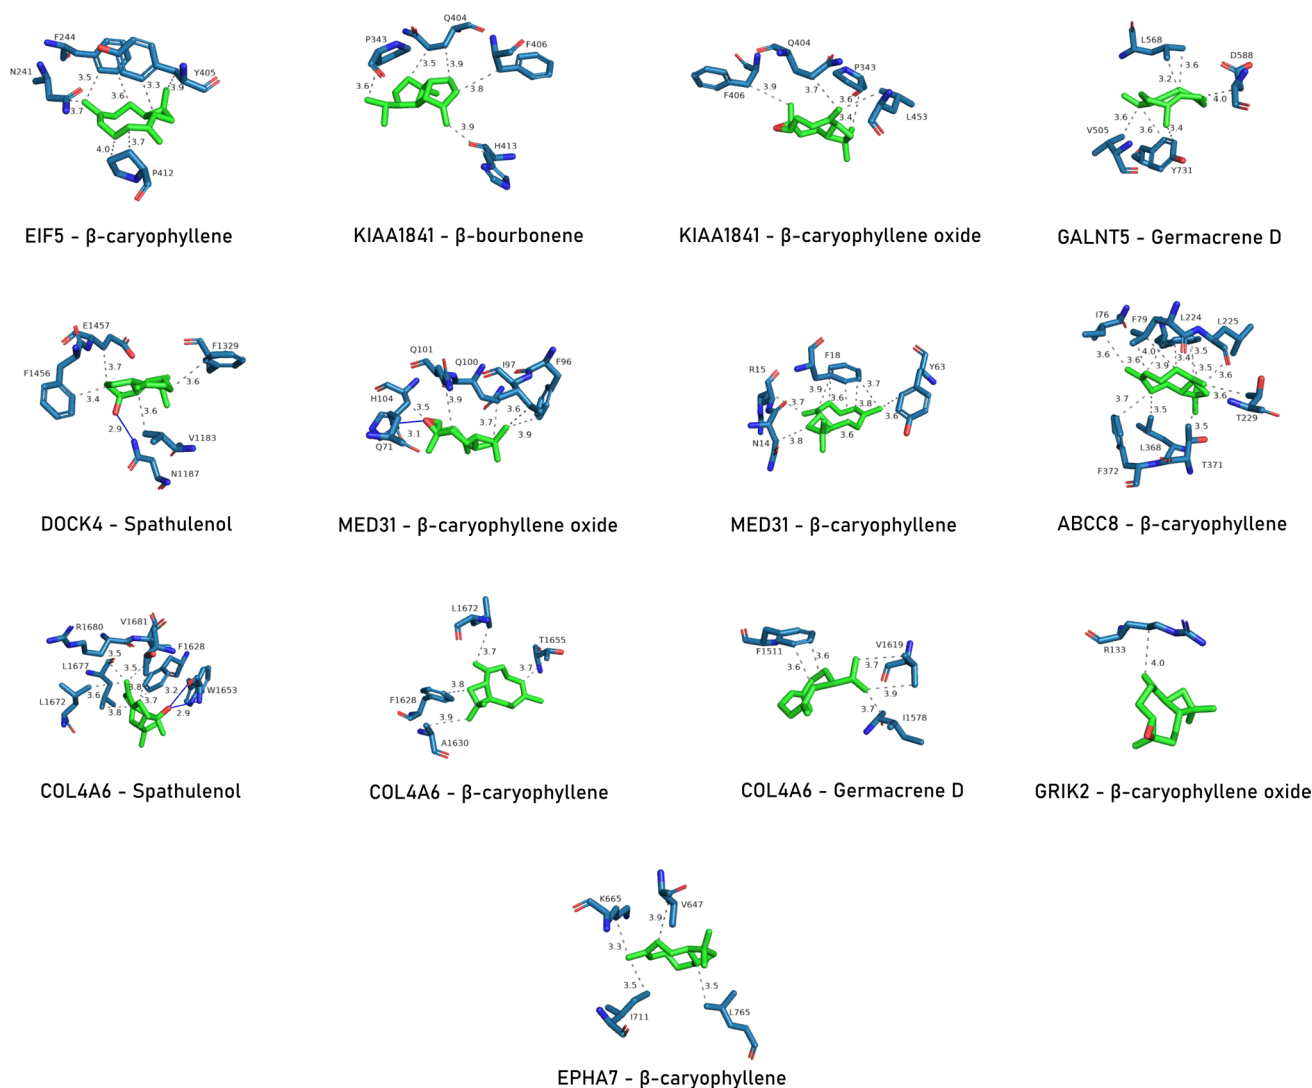 F244
N241
Y405
3.5
3.6
3.3
3.9
3.7
4.0
3.7
P412
EIF5 - β-caryophyllene
Q404
P343
F406
3.5
3.9
3.6
3.8
3.9
H413
KIAA1841 - β-bourbonene
Q404
P343
F406
3.9
3.7
3.6
3.4
L453
KIAA1841 - β-caryophyllene oxide
L568
D588
3.6
3.2
4.0
3.6
3.6
3.4
V505
Y731
GALNT5 - Germacrene D
E1457
F1329
F1456
3.7
3.6
3.4
3.6
2.9
V1183
N1187
DOCK4 - Spathulenol
Q101
Q100
I97
F96
H104
3.9
3.5
3.6
3.1
3.7
3.9
Q71
MED31 - β-caryophyllene oxide
F18
R15
Y63
3.9
3.7
3.6
3.7
3.8
3.6
3.8
3.6
N14
MED31 - β-caryophyllene
I76
F79
L224
L225
3.6
4.0
3.5
3.4
3.6
3.9
3.5
3.6
3.6
3.7
3.5
3.5
T229
L368
F372
T371
ABCC8 - β-caryophyllene
V1681
R1680
F1628
3.5
L1677
3.5
3.8
3.2
W1653
3.6
3.7
2.9
L1672
3.8
COL4A6 - Spathulenol
L1672
T1655
3.7
3.7
3.8
F1628
3.9
A1630
COL4A6 - β-caryophyllene
V1619
F1511
3.6
3.6
3.7
3.9
3.7
I1578
COL4A6 - Germacrene D
R133
4.0
GRIK2 - β-caryophyllene oxide
K665
V647
3.9
3.3
3.5
3.5
I711
L765
EPHA7 - β-caryophyllene